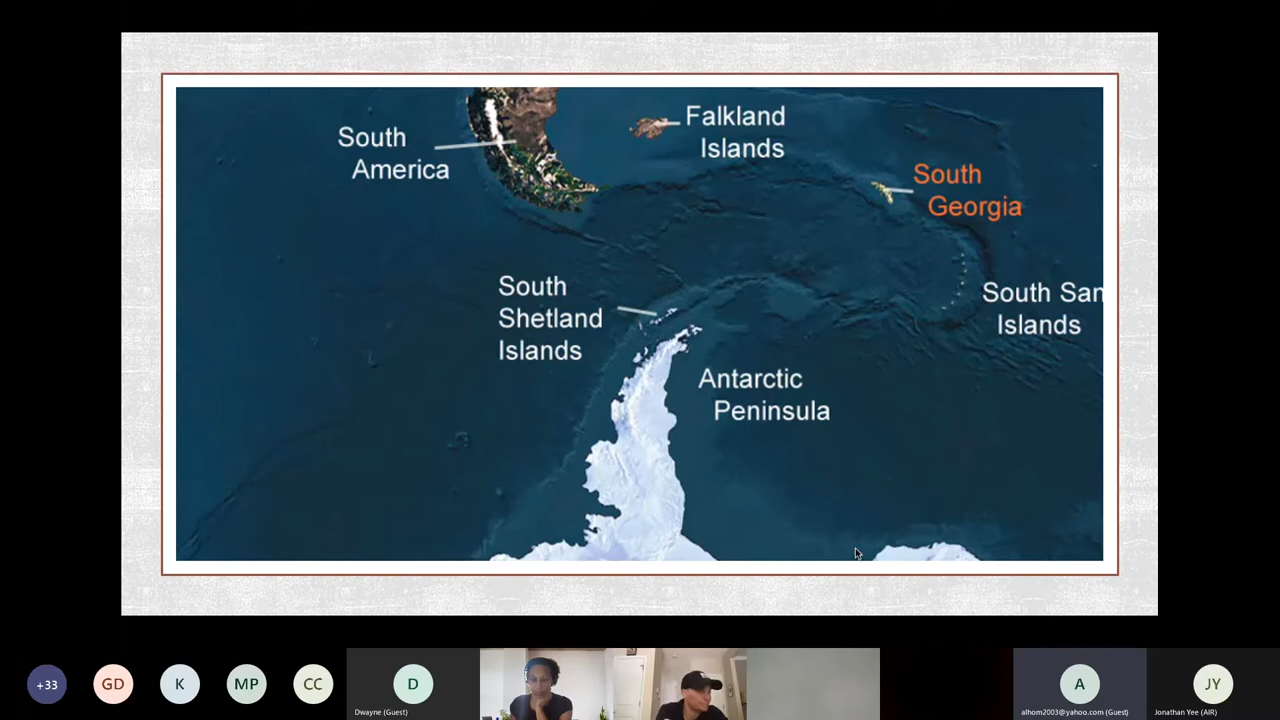 South
America
Falkland
Islands
South
Georgia
South San
Islands
South
Shetland
Islands
Antarctic
Peninsula
+33
GD
K
MP
CC
D
Dwayne (Guest)
A
alhom2003@yahoo.com (Guest)
JY
Jonathan Yee (AIR)